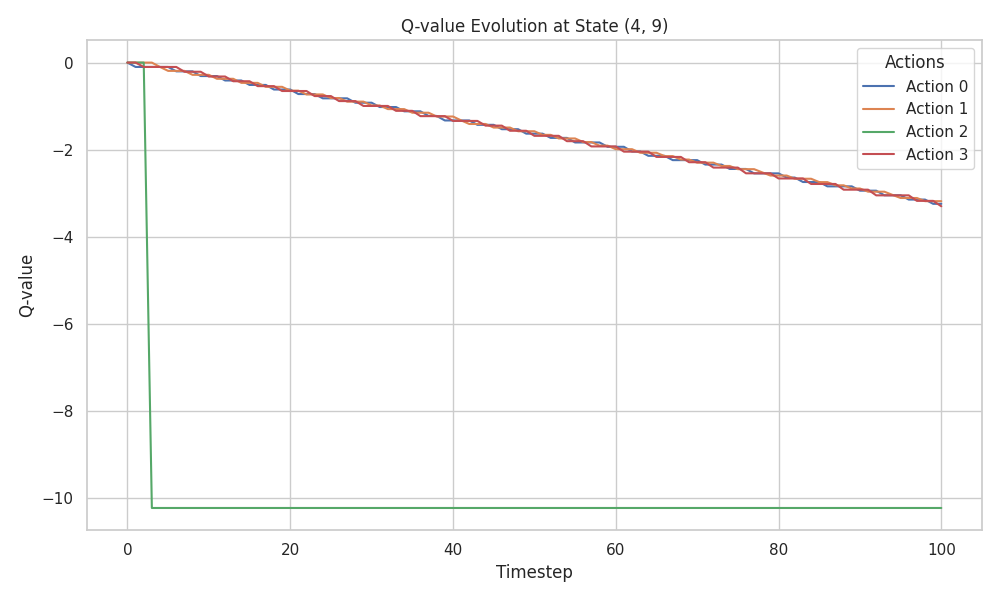 Q-value Evolution at State (4, 9)
Actions
Action 0
Action 1
Action 2
Action 3
Q-value
0
−2
−4
−6
−8
−10
0 20 40 60 80 100
Timestep